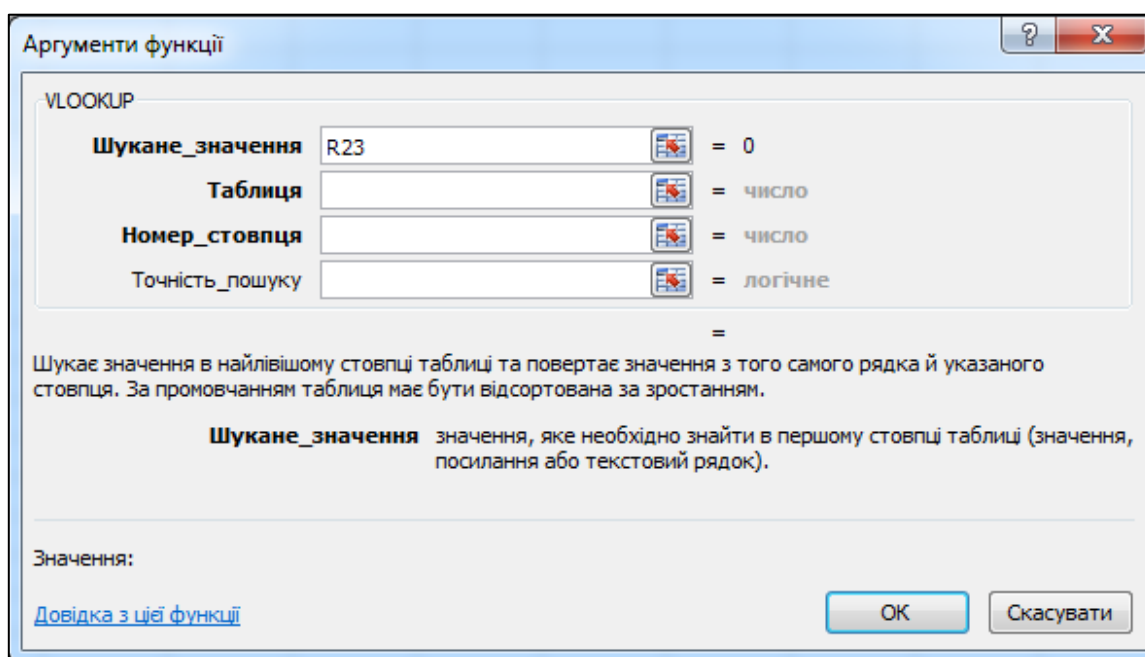 Аргументи функції
VLOOKUP
Шукане_значення R23 = 0
Таблиця = число
Номер_стовпця = число
Точність_пошуку = логічне
=
Шукає значення в найлівішому стовпці таблиці та повертає значення з того самого рядка й указаного
стовпця. За промовчанням таблиця має бути відсортована за зростанням.
Шукане_значення значення, яке необхідно знайти в першому стовпці таблиці (значення,
посилання або текстовий рядок).
Значення:
Довідка з цієї функції
ОК Скасувати